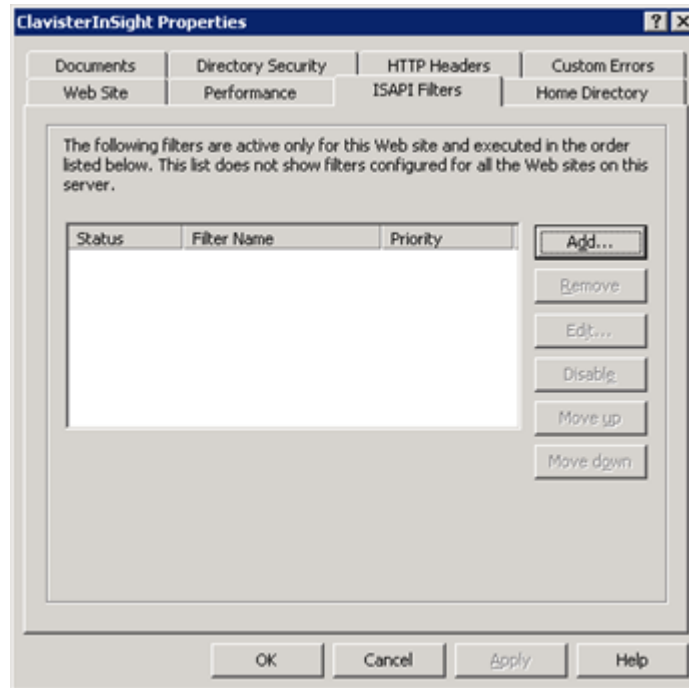 ClavisterInSight Properties
Documents Directory Security HTTP Headers Custom Errors
Web Site Performance ISAPI Filters Home Directory
The following filters are active only for this Web site and executed in the order
listed below. This list does not show filters configured for all the Web sites on this
server.
Status Filter Name Priority
Add...
Remove
Edit...
Disable
Move up
Move down
OK Cancel Apply Help